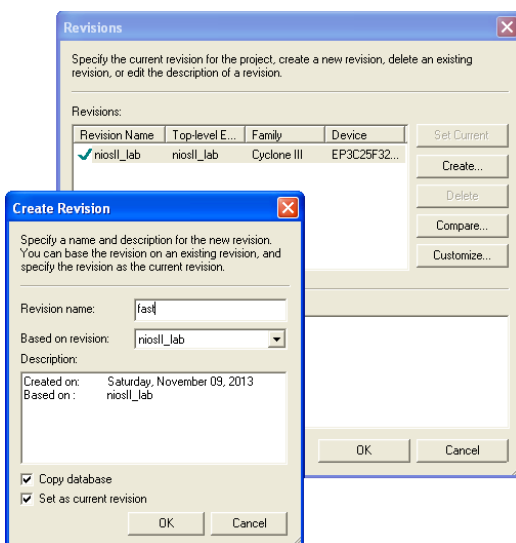 Revisions
Specify the current revision for the project, create a new revision, delete an existing
revision, or edit the description of a revision.
Revisions:
Revision Name Top-level E... Family Device
niosII_lab niosII_lab Cyclone III EP3C25F32...
Set Current
Create...
Delete
Compare...
Customize...
OK Cancel
Create Revision
Specify a name and description for the new revision.
You can base the revision on an existing revision, and
specify the revision as the current revision.
Revision name: fast
Based on revision: niosII_lab
Description:
Created on: Saturday, November 09, 2013
Based on : niosII_lab
Copy database
Set as current revision
OK Cancel